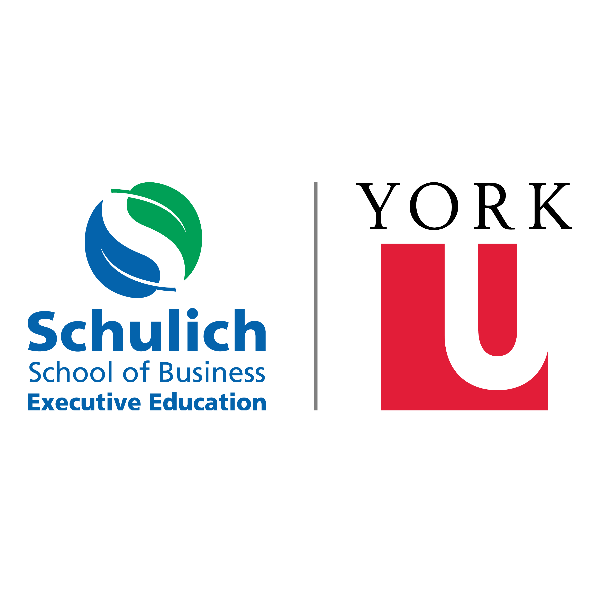 Schulich
School of Business
Executive Education
YORK
U